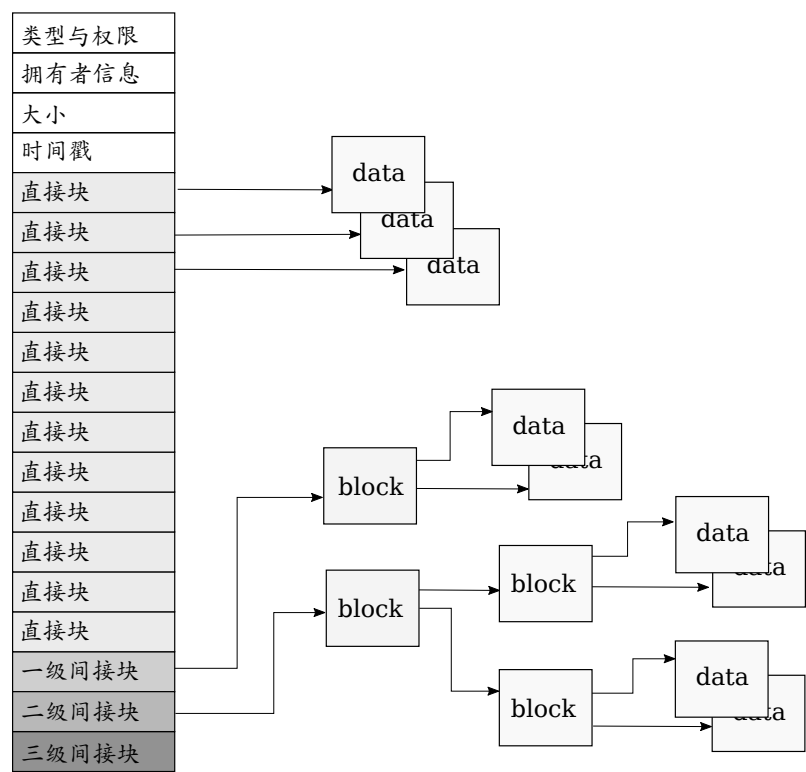 类型与权限
拥有者信息
大小
时间戳
直接块
直接块
直接块
直接块
直接块
直接块
直接块
直接块
直接块
直接块
直接块
直接块
一级间接块
二级间接块
三级间接块
data
data
data
block
data
data
block
block
data
data
block
data
data